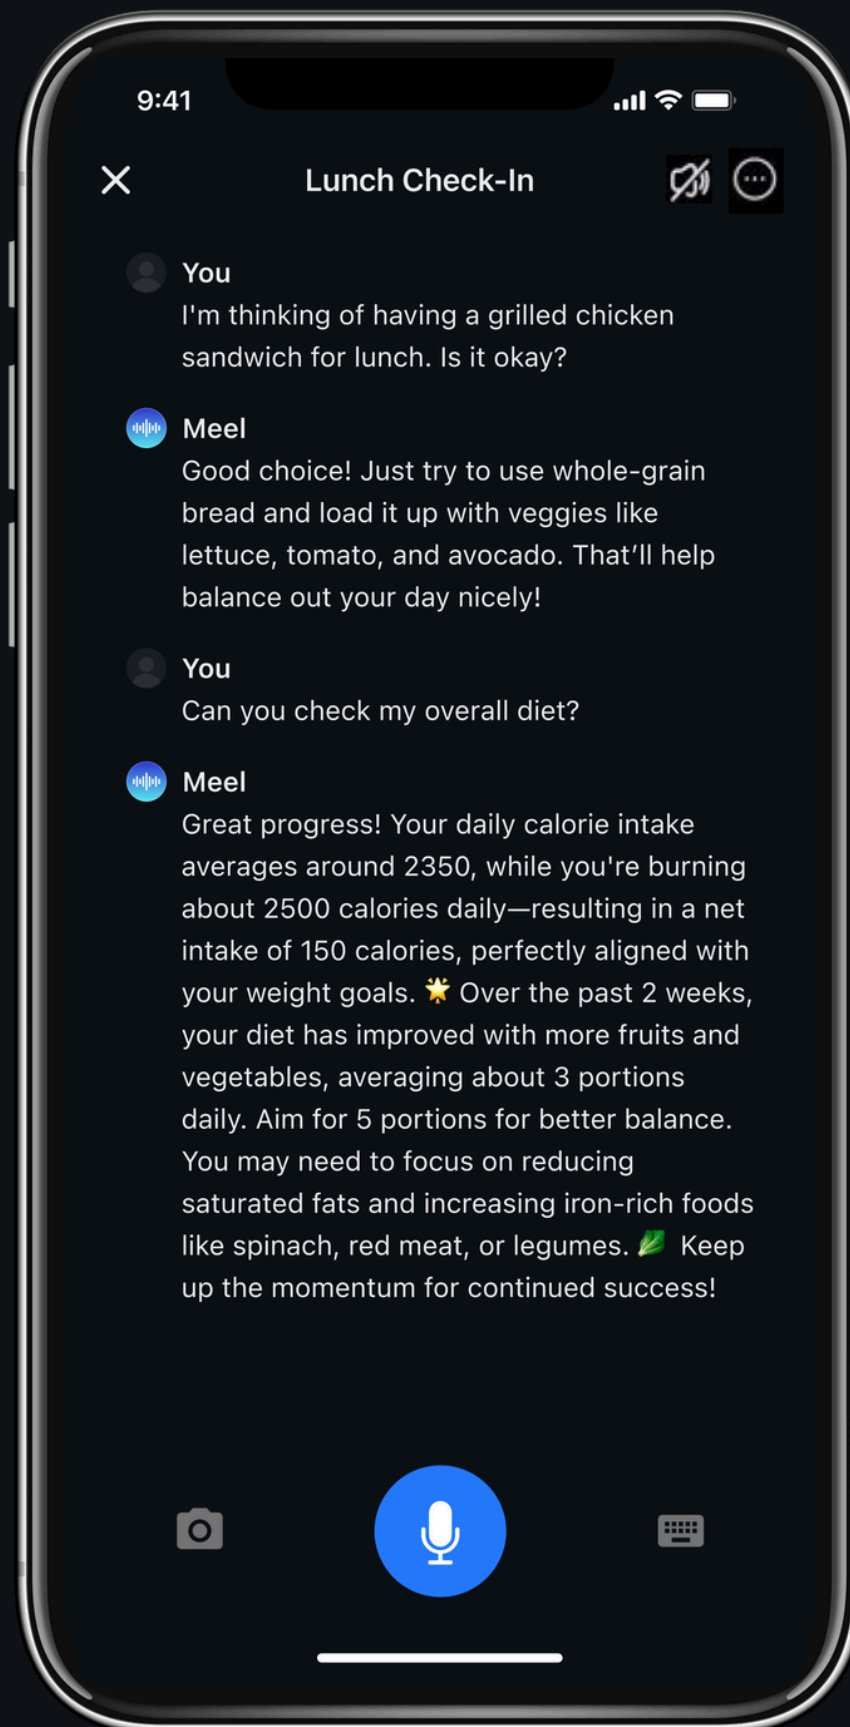 9:41
Lunch Check-In
You
I'm thinking of having a grilled chicken
sandwich for lunch. Is it okay?
Meel
Good choice! Just try to use whole-grain
bread and load it up with veggies like
lettuce, tomato, and avocado. That’ll help
balance out your day nicely!
You
Can you check my overall diet?
Meel
Great progress! Your daily calorie intake
averages around 2350, while you're burning
about 2500 calories daily—resulting in a net
intake of 150 calories, perfectly aligned with
your weight goals. 🌟 Over the past 2 weeks,
your diet has improved with more fruits and
vegetables, averaging about 3 portions
daily. Aim for 5 portions for better balance.
You may need to focus on reducing
saturated fats and increasing iron-rich foods
like spinach, red meat, or legumes. 🥬 Keep
up the momentum for continued success!